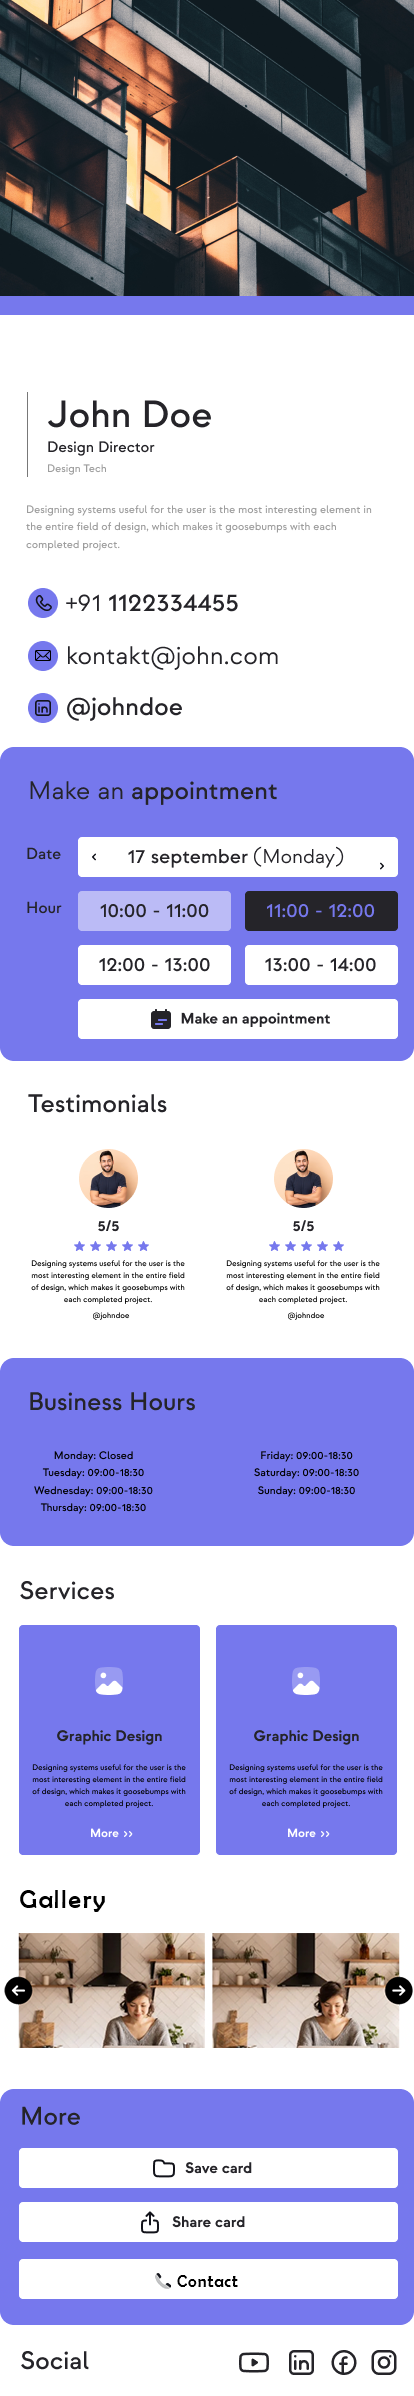 John Doe
Design Director
Design Tech
Designing systems useful for the user is the most interesting element in
the entire field of design, which makes it goosebumps with each
completed project.
+91 1122334455
kontakt@john.com
@johndoe
Make an appointment
Date
‹ 17 september (Monday) ›
Hour
10:00 - 11:00
11:00 - 12:00
12:00 - 13:00
13:00 - 14:00
Make an appointment
Testimonials
5/5
Designing systems useful for the user is the
most interesting element in the entire field
of design, which makes it goosebumps with
each completed project.
@johndoe
5/5
Designing systems useful for the user is the
most interesting element in the entire field
of design, which makes it goosebumps with
each completed project.
@johndoe
Business Hours
Monday: Closed
Tuesday: 09:00-18:30
Wednesday: 09:00-18:30
Thursday: 09:00-18:30
Friday: 09:00-18:30
Saturday: 09:00-18:30
Sunday: 09:00-18:30
Services
Graphic Design
Designing systems useful for the user is the
most interesting element in the entire field
of design, which makes it goosebumps with
each completed project.
More ››
Graphic Design
Designing systems useful for the user is the
most interesting element in the entire field
of design, which makes it goosebumps with
each completed project.
More ››
Gallery
More
Save card
Share card
Contact
Social